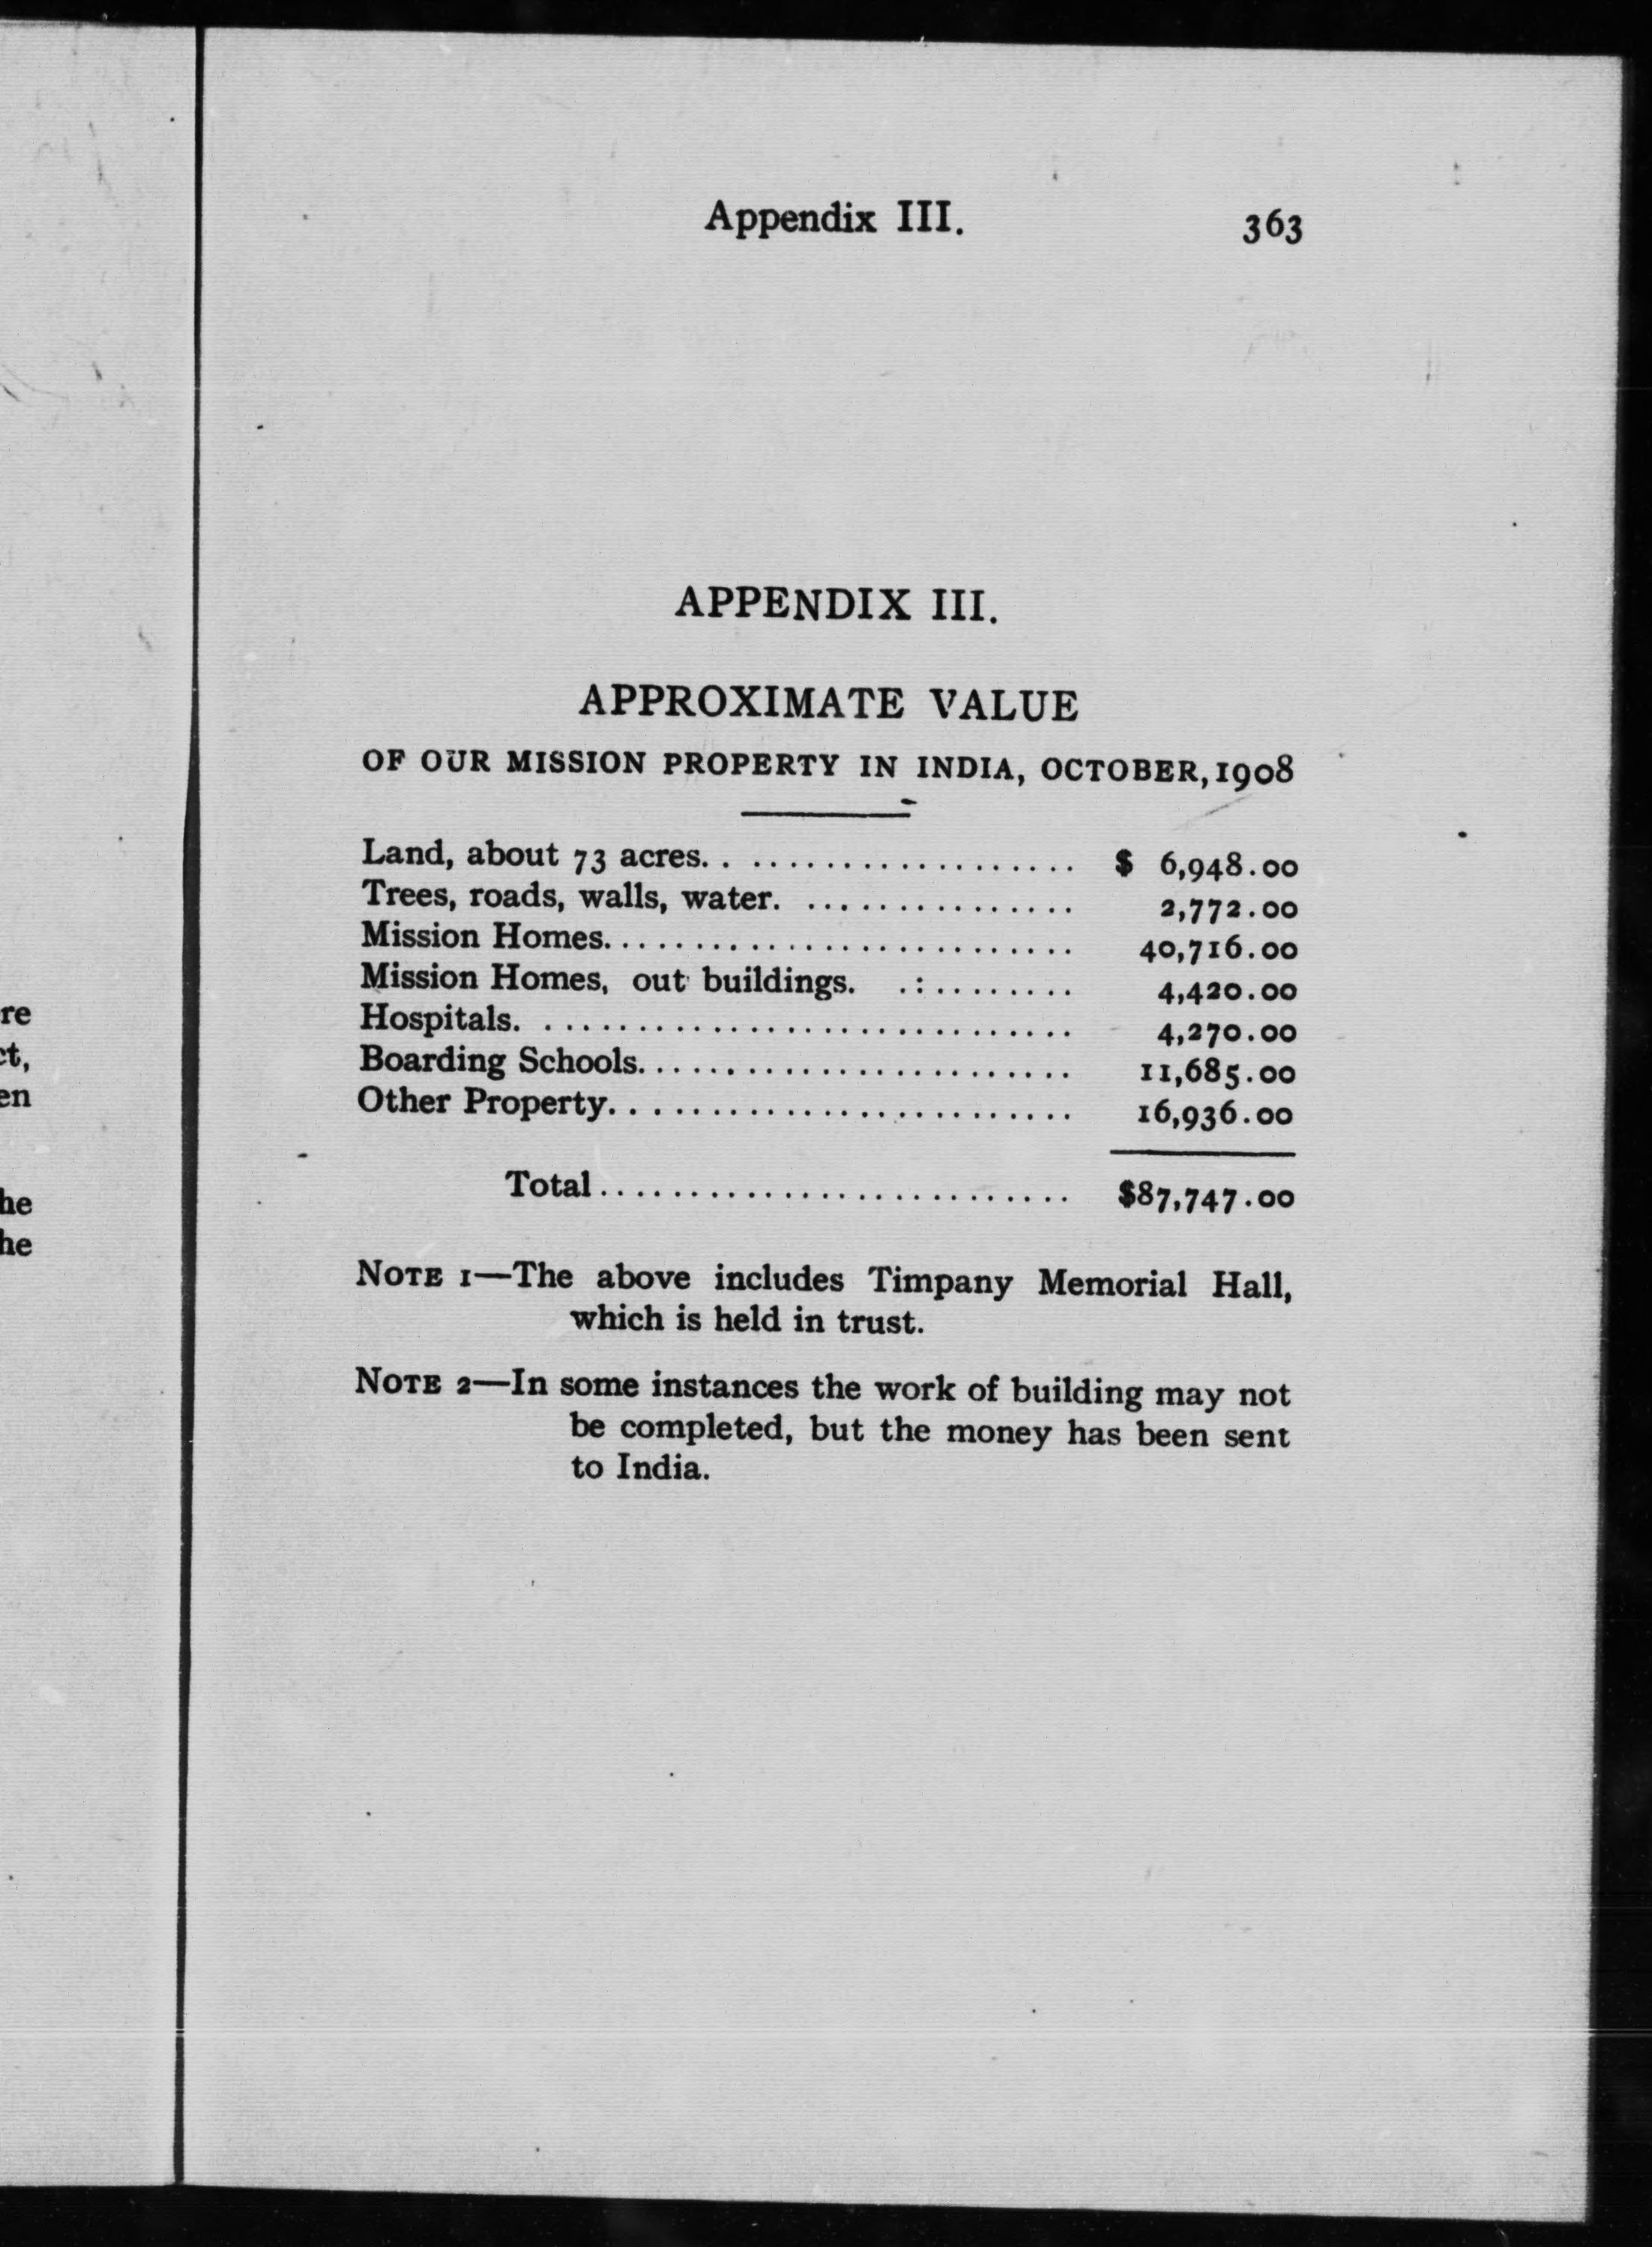 re
ct,
en
he
he
Appendix III. 363
APPENDIX III.
APPROXIMATE VALUE
OF OUR MISSION PROPERTY IN INDIA, OCTOBER, 1908
Land, about 73 acres. . ................... $ 6,948.00
Trees, roads, walls, water. ............... 2,772.00
Mission Homes.......................... 40,716.00
Mission Homes, out buildings. .:......... 4,420.00
Hospitals. ............................. 4,270.00
Boarding Schools........................ 11,685.00
Other Property.......................... 16,936.00
Total.......................... $87,747.00
NOTE 1—The above includes Timpany Memorial Hall,
which is held in trust.
NOTE 2—In some instances the work of building may not
be completed, but the money has been sent
to India.